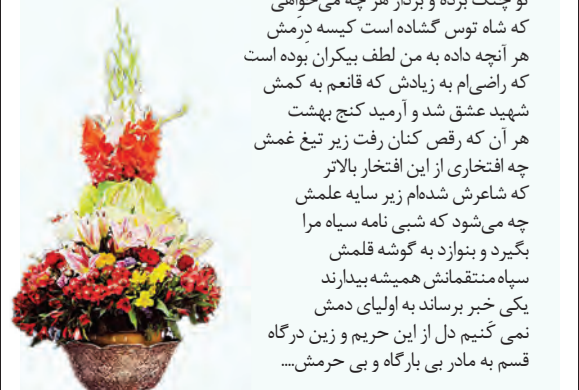 تو چنگ برده و بردار هر چه می‌خواهی
که شاه توس گشاده است کیسه دِرَمش
هر آنچه داده به من لطف بیکران بوده است
که راضی‌ام به زیادش که قانعم به کمش
شهید عشق شد و آرمید کنج بهشت
هر آن که رقص کنان رفت زیر تیغ غمش
چه افتخاری از این افتخار بالاتر
که شاعرش شده‌ام زیر سایه علمش
چه می‌شود که شبی نامه سیاه مرا
بگیرد و بنوازد به گوشه قلمش
سپاه منتقمانش همیشه بیدارند
یکی خبر برساند به اولیای دمش
نمی کَنیم دل از این حریم و زین درگاه
قسم به مادر بی بارگاه و بی حرمش....